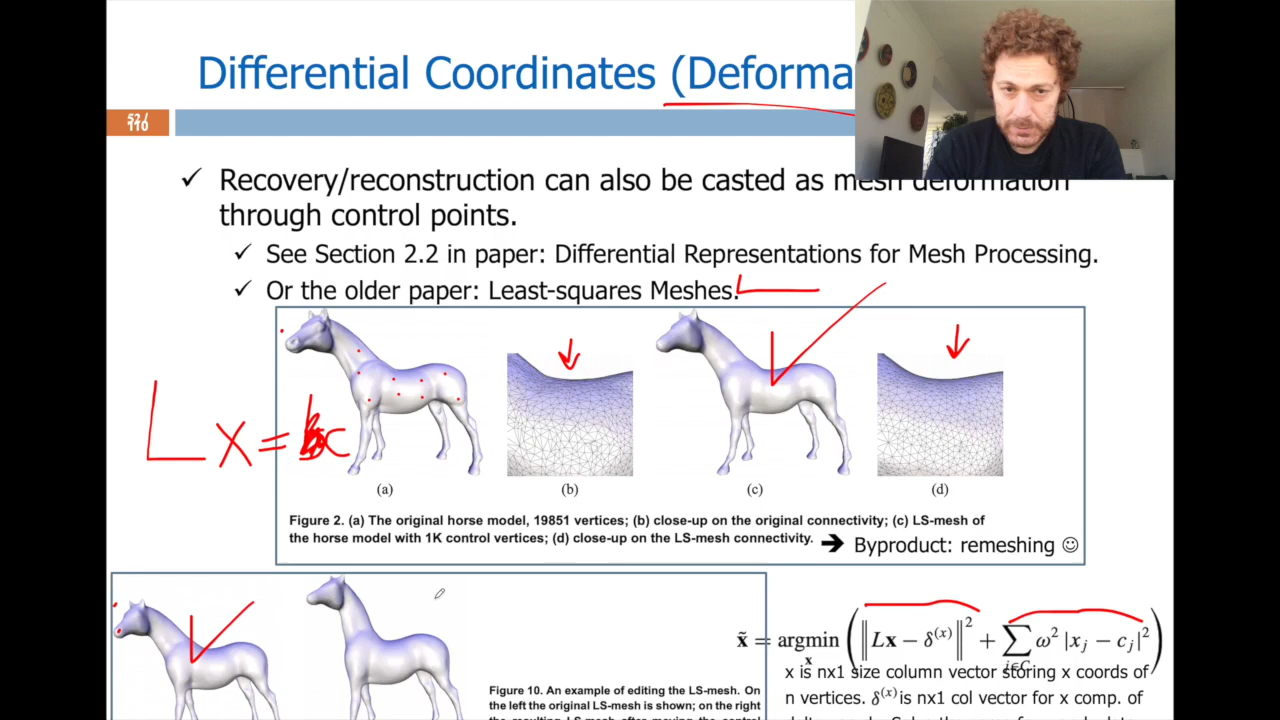 Differential Coordinates (Deforma
52 / 110
✓ Recovery/reconstruction can also be casted as mesh deformation
through control points.
✓ See Section 2.2 in paper: Differential Representations for Mesh Processing.
✓ Or the older paper: Least-squares Meshes.
L x =
(a) (b) (c) (d)
Figure 2. (a) The original horse model, 19851 vertices; (b) close-up on the original connectivity; (c) LS-mesh of
the horse model with 1K control vertices; (d) close-up on the LS-mesh connectivity.
➔ Byproduct: remeshing ☺
x̃ = argmin x ( ‖Lx − δ^(x)‖² + ∑ j∈C ω² |x_j − c_j|² )
x is nx1 size column vector storing x coords of
n vertices. δ^(x) is nx1 col vector for x comp. of
Figure 10. An example of editing the LS-mesh. On
the left the original LS-mesh is shown; on the right